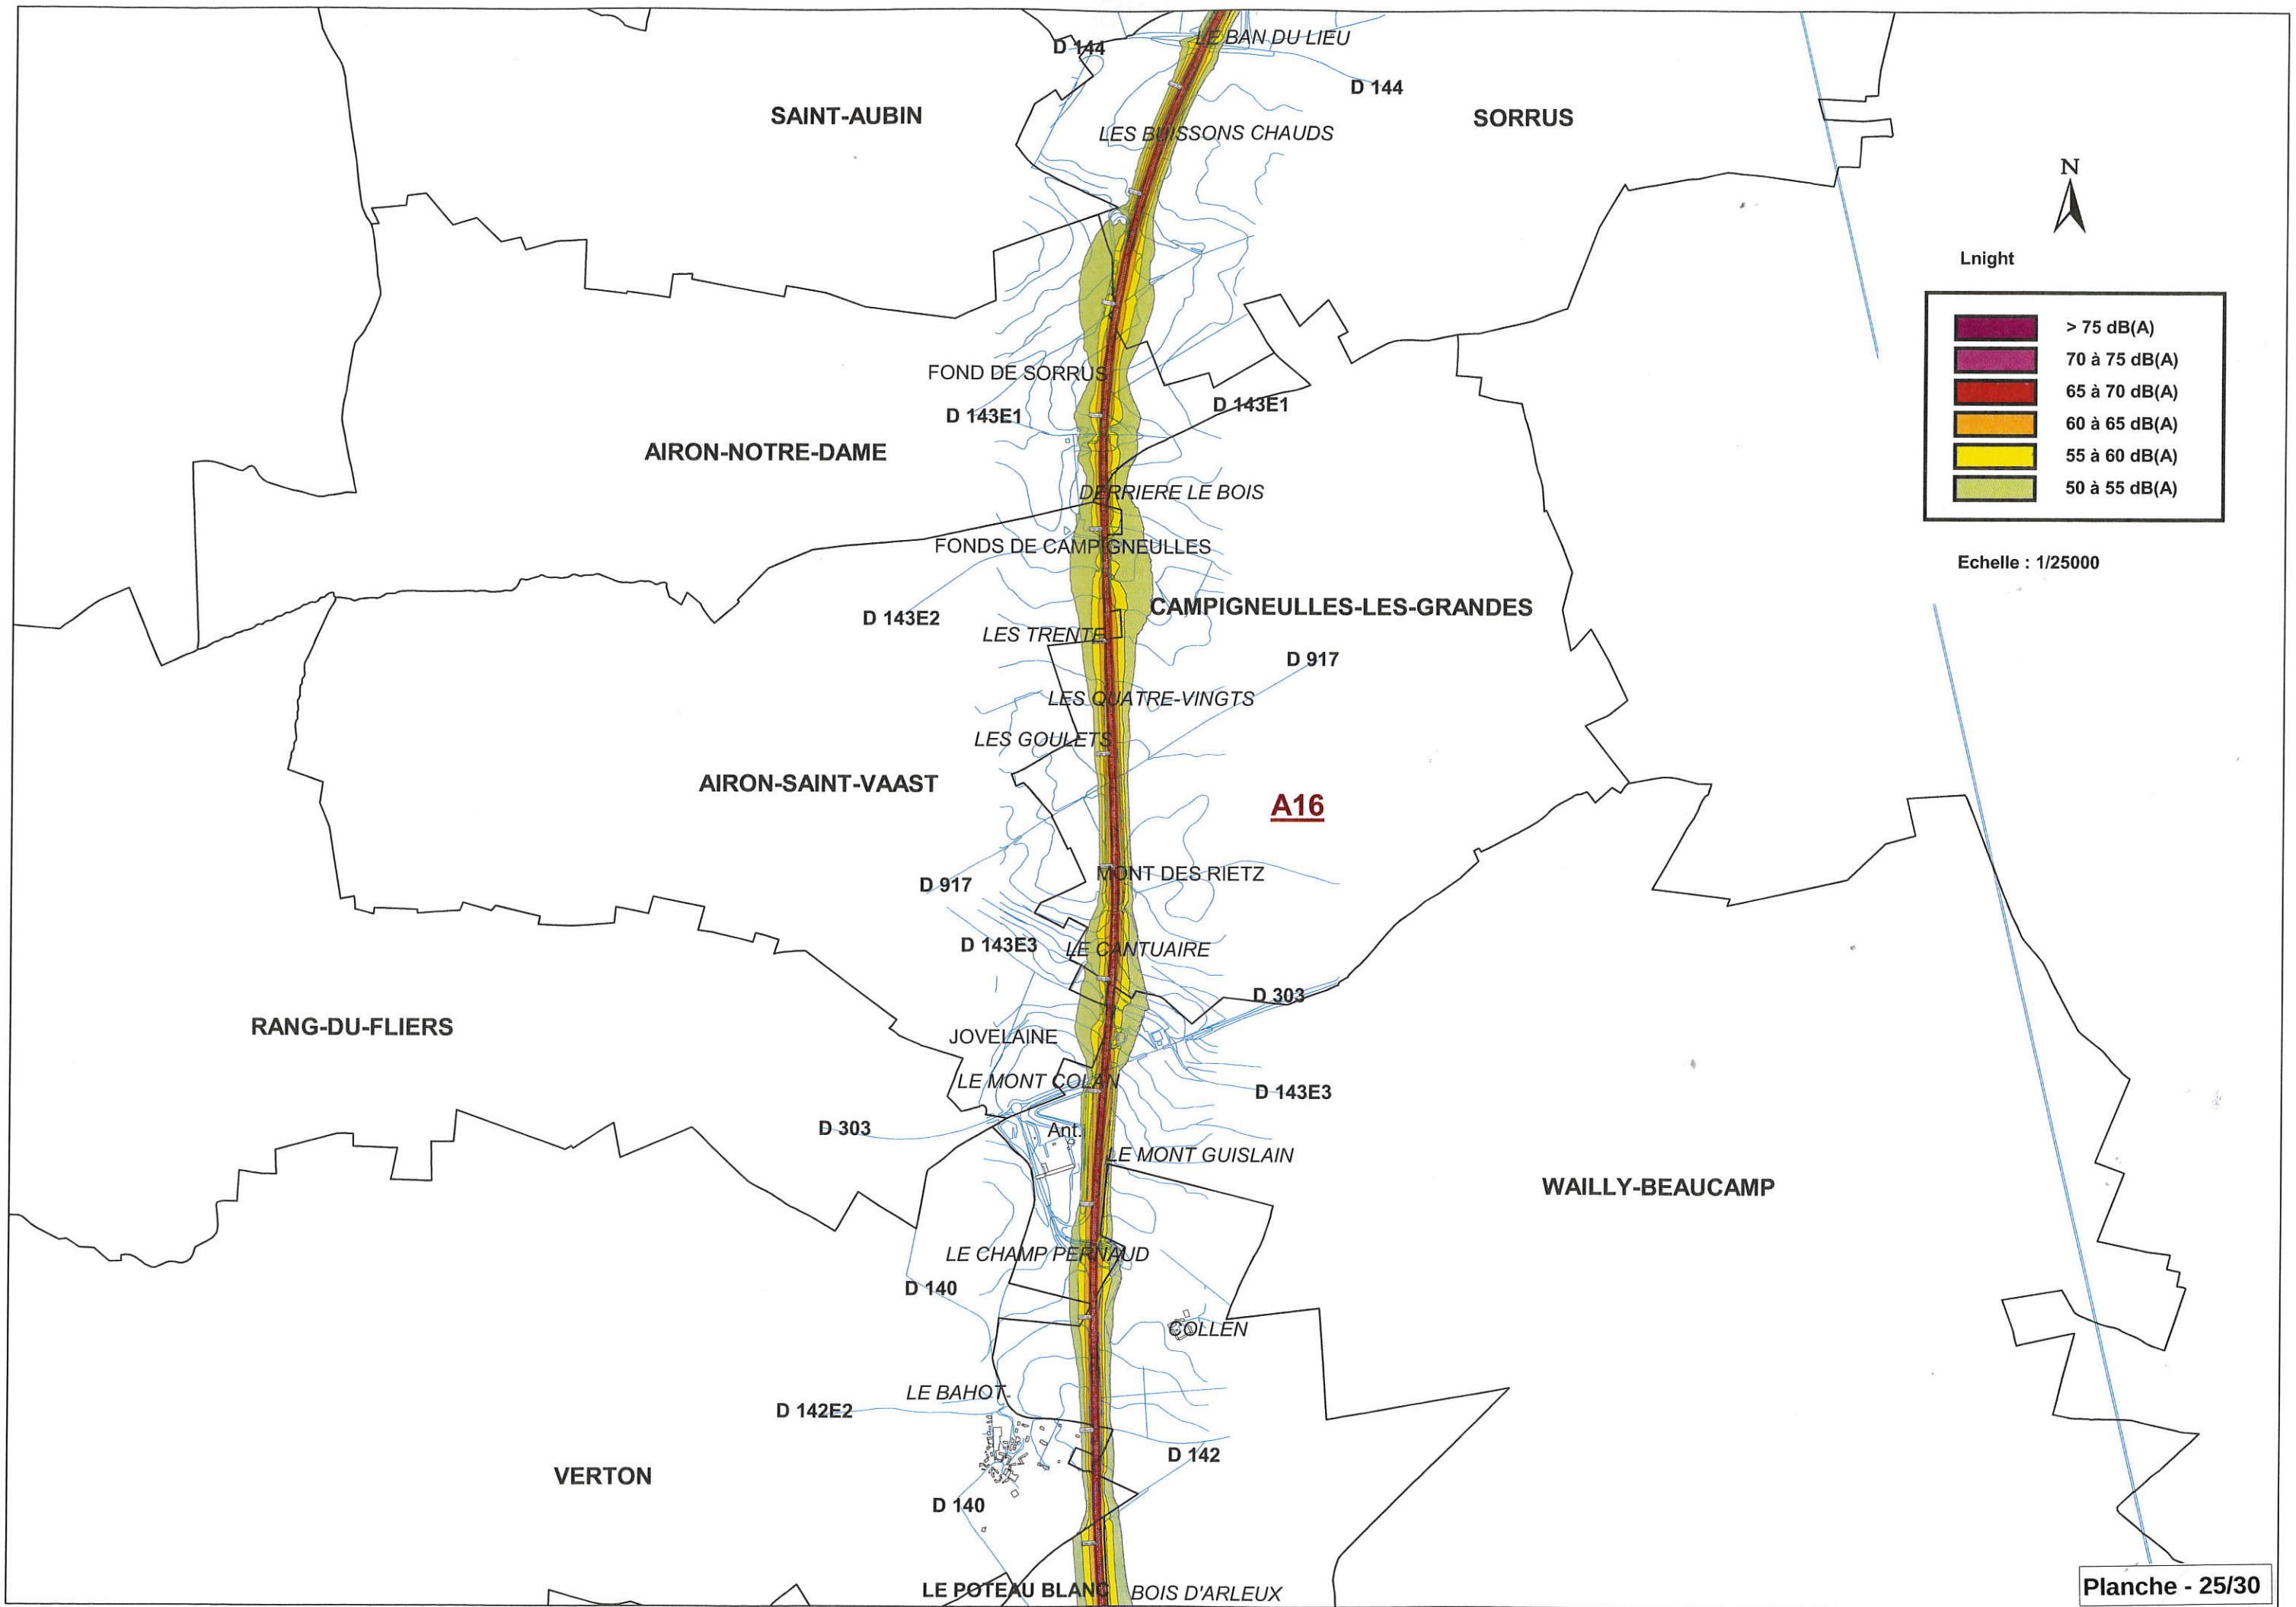 LE BAN DU LIEU
D 144
D 144
SAINT-AUBIN
SORRUS
LES BUISSONS CHAUDS
N
Lnight
> 75 dB(A)
70 à 75 dB(A)
65 à 70 dB(A)
60 à 65 dB(A)
55 à 60 dB(A)
50 à 55 dB(A)
Echelle : 1/25000
FOND DE SORRUS
D 143E1
D 143E1
AIRON-NOTRE-DAME
DERRIERE LE BOIS
FONDS DE CAMPIGNEULLES
D 143E2
CAMPIGNEULLES-LES-GRANDES
LES TRENTE
D 917
LES QUATRE-VINGTS
LES GOULETS
AIRON-SAINT-VAAST
A16
MONT DES RIETZ
D 917
D 143E3
LE CANTUAIRE
D 303
RANG-DU-FLIERS
JOVELAINE
LE MONT COLAN
D 143E3
D 303
Ant.
LE MONT GUISLAIN
WAILLY-BEAUCAMP
LE CHAMP PERNAUD
D 140
COLLEN
LE BAHOT
D 142E2
D 142
VERTON
D 140
LE POTEAU BLANC
BOIS D'ARLEUX
Planche - 25/30